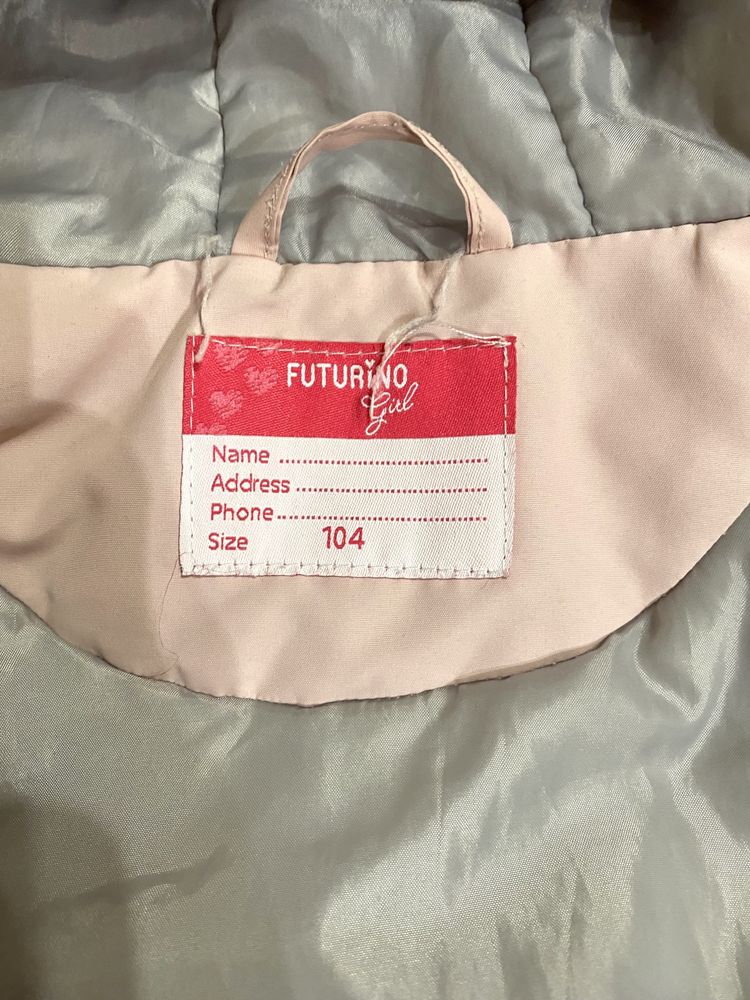 FUTURINO
Girl
Name ........................................
Address .....................................
Phone........................................
Size 104